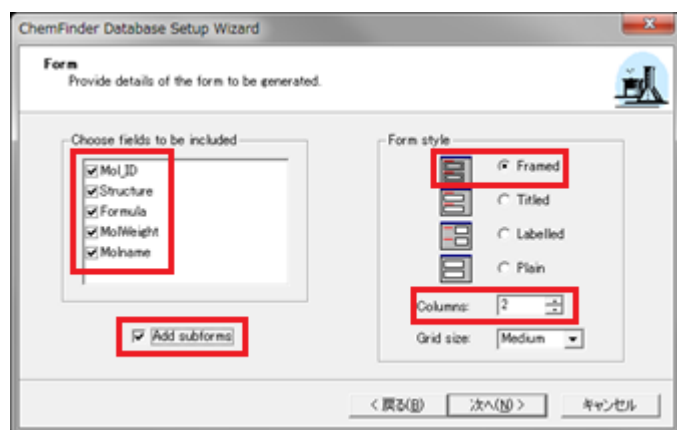 ChemFinder Database Setup Wizard
Form
Provide details of the form to be generated.
Choose fields to be included
Mol_ID
Structure
Formula
MolWeight
Molname
Add subforms
Form style
Framed
Titled
Labelled
Plain
Columns: 2
Grid size: Medium
< 戻る(B)
次へ(N) >
キャンセル